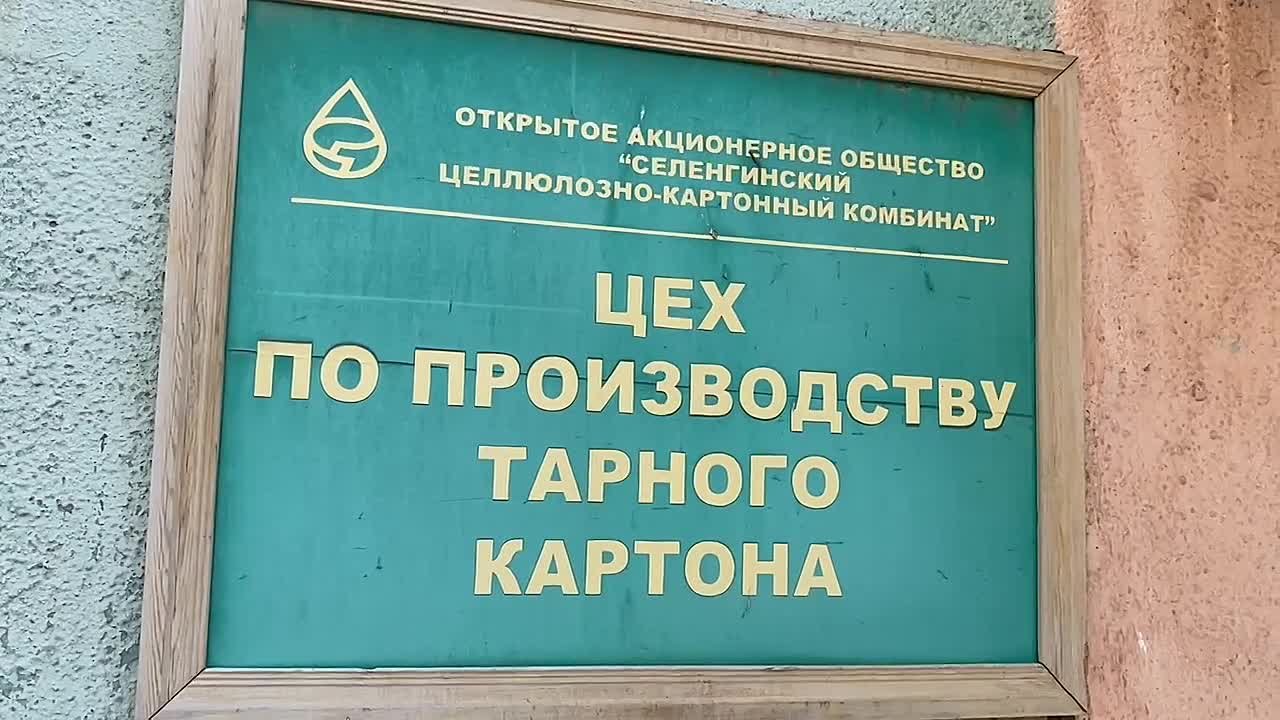 ОТКРЫТОЕ АКЦИОНЕРНОЕ ОБЩЕСТВО
“СЕЛЕНГИНСКИЙ
ЦЕЛЛЮЛОЗНО-КАРТОННЫЙ КОМБИНАТ”
ЦЕХ
ПО ПРОИЗВОДСТВУ
ТАРНОГО
КАРТОНА